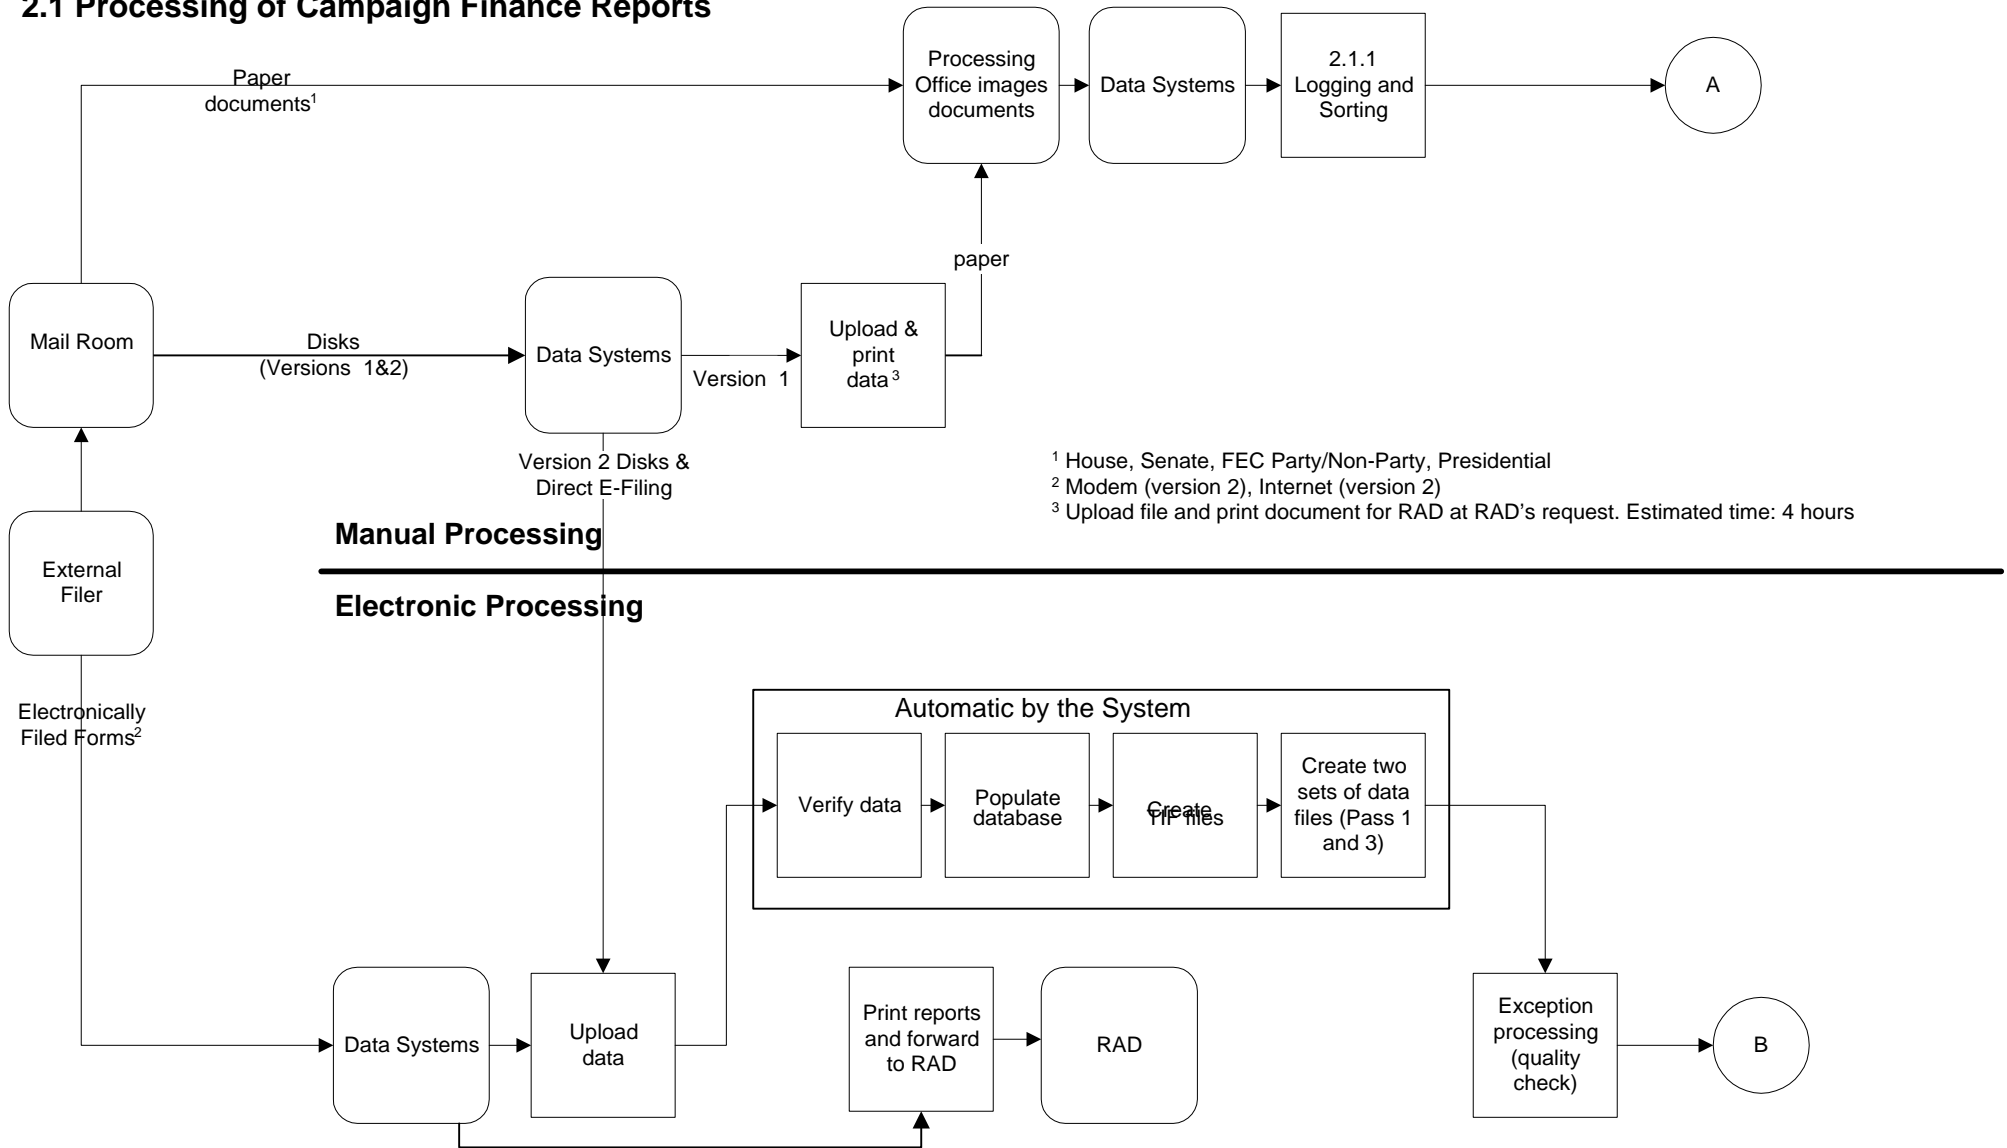 2.1 Processing of Campaign Finance Reports
Paper
documents¹
Processing
Office images
documents
Data Systems
2.1.1
Logging and
Sorting
A
paper
Mail Room
Disks
(Versions 1&2)
Data Systems
Version 1
Upload &
print
data ³
Version 2 Disks &
Direct E-Filing
¹ House, Senate, FEC Party/Non-Party, Presidential
² Modem (version 2), Internet (version 2)
³ Upload file and print document for RAD at RAD's request. Estimated time: 4 hours
Manual Processing
External
Filer
Electronic Processing
Electronically
Filed Forms²
Automatic by the System
Verify data
Populate
database
Create
TIF files
Create two
sets of data
files (Pass 1
and 3)
Data Systems
Upload
data
Print reports
and forward
to RAD
RAD
Exception
processing
(quality
check)
B